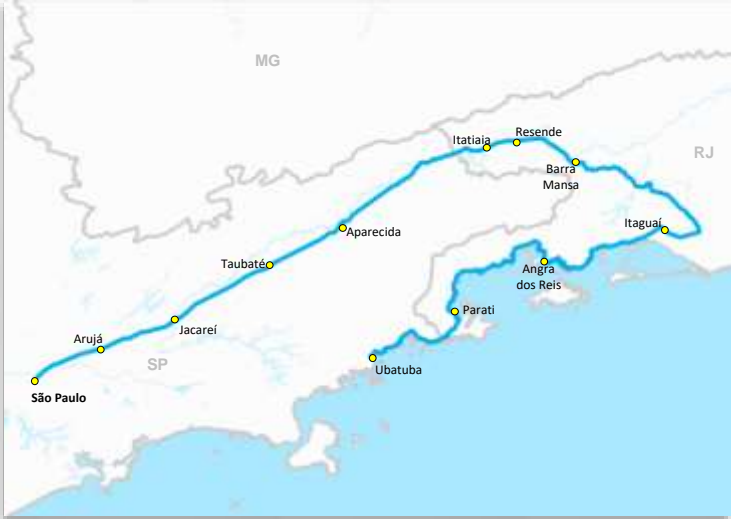 MG
Resende
Itatiaia
RJ
Barra
Mansa
Itaguaí
Aparecida
Taubaté
Angra
dos Reis
Parati
Jacareí
Arujá
SP
Ubatuba
São Paulo